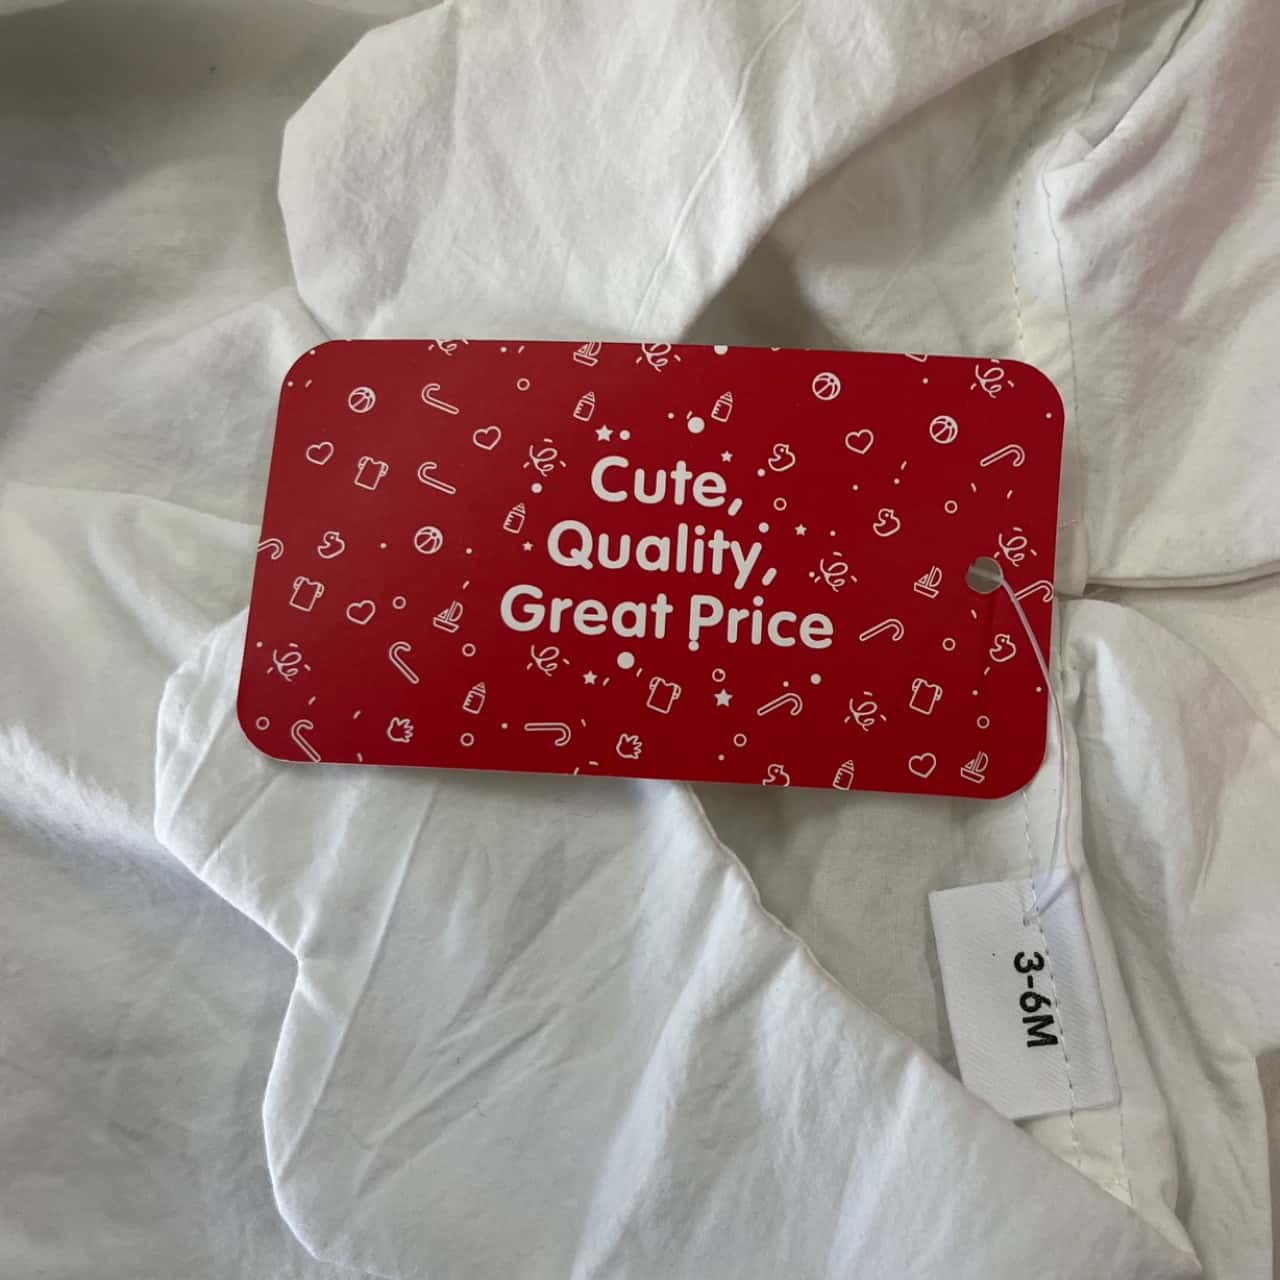 Cute,
Quality,
Great Price
3-6M